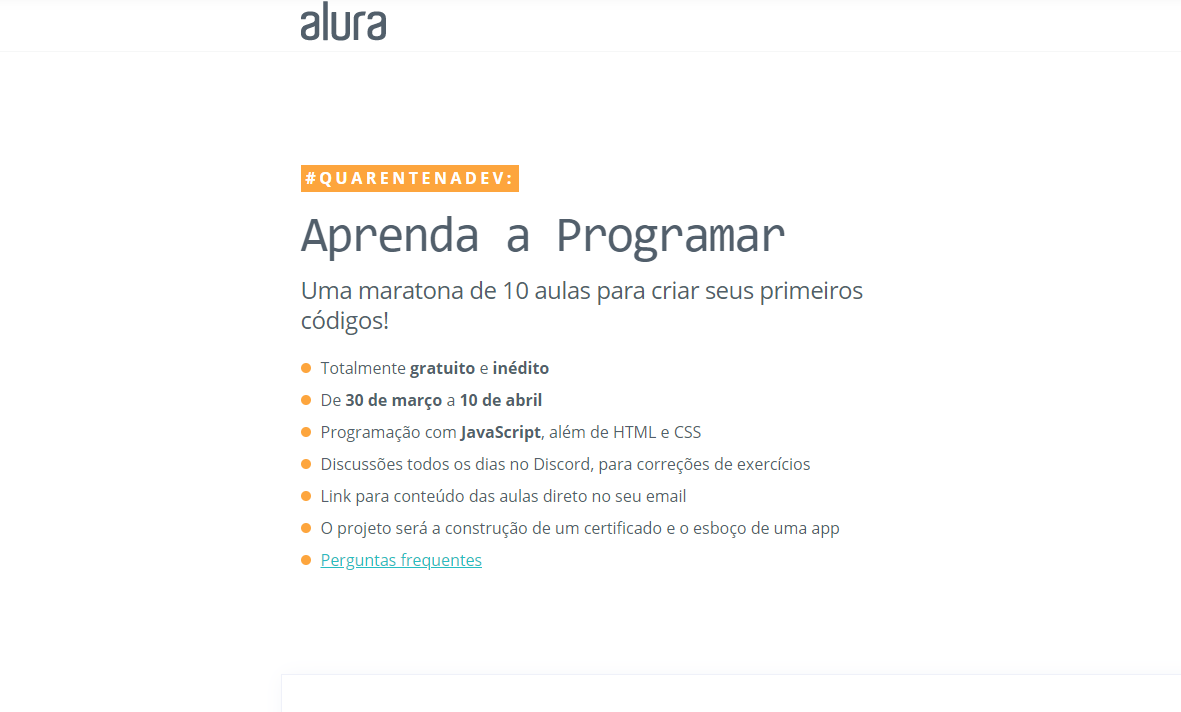 alura
#QUARENTENADEV:
Aprenda a Programar
Uma maratona de 10 aulas para criar seus primeiros
códigos!
Totalmente gratuito e inédito
De 30 de março a 10 de abril
Programação com JavaScript, além de HTML e CSS
Discussões todos os dias no Discord, para correções de exercícios
Link para conteúdo das aulas direto no seu email
O projeto será a construção de um certificado e o esboço de uma app
Perguntas frequentes